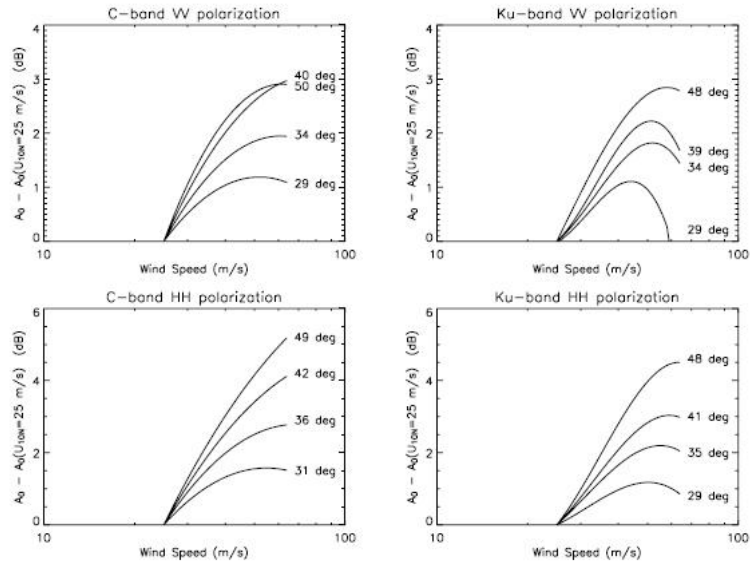 C-band VV polarization
A₀ - A₀(U₁₀ₙ=25 m/s) (dB)
4
3
2
1
0
40 deg
50 deg
34 deg
29 deg
10
100
Wind Speed (m/s)
Ku-band VV polarization
A₀ - A₀(U₁₀ₙ=25 m/s) (dB)
4
3
2
1
0
48 deg
39 deg
34 deg
29 deg
10
100
Wind Speed (m/s)
C-band HH polarization
A₀ - A₀(U₁₀ₙ=25 m/s) (dB)
6
4
2
0
49 deg
42 deg
36 deg
31 deg
10
100
Wind Speed (m/s)
Ku-band HH polarization
A₀ - A₀(U₁₀ₙ=25 m/s) (dB)
6
4
2
0
48 deg
41 deg
35 deg
29 deg
10
100
Wind Speed (m/s)